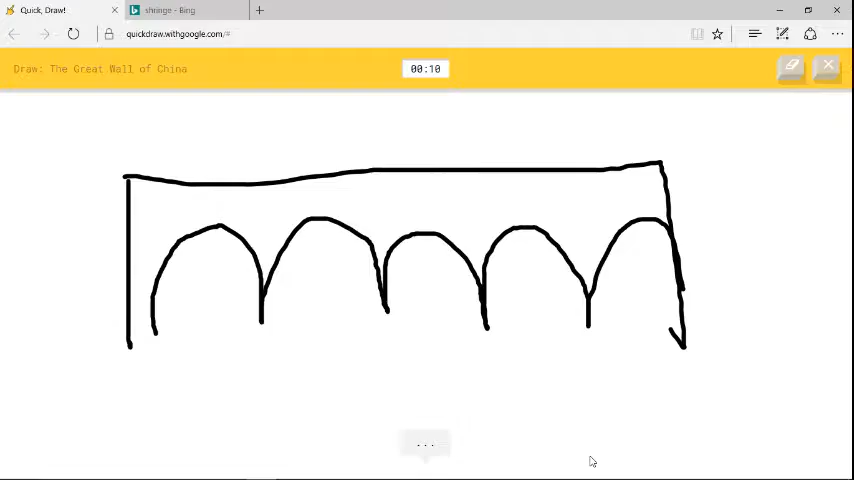 Quick, Draw!
shringe - Bing
quickdraw.withgoogle.com/#
Draw: The Great Wall of China
00:10
...